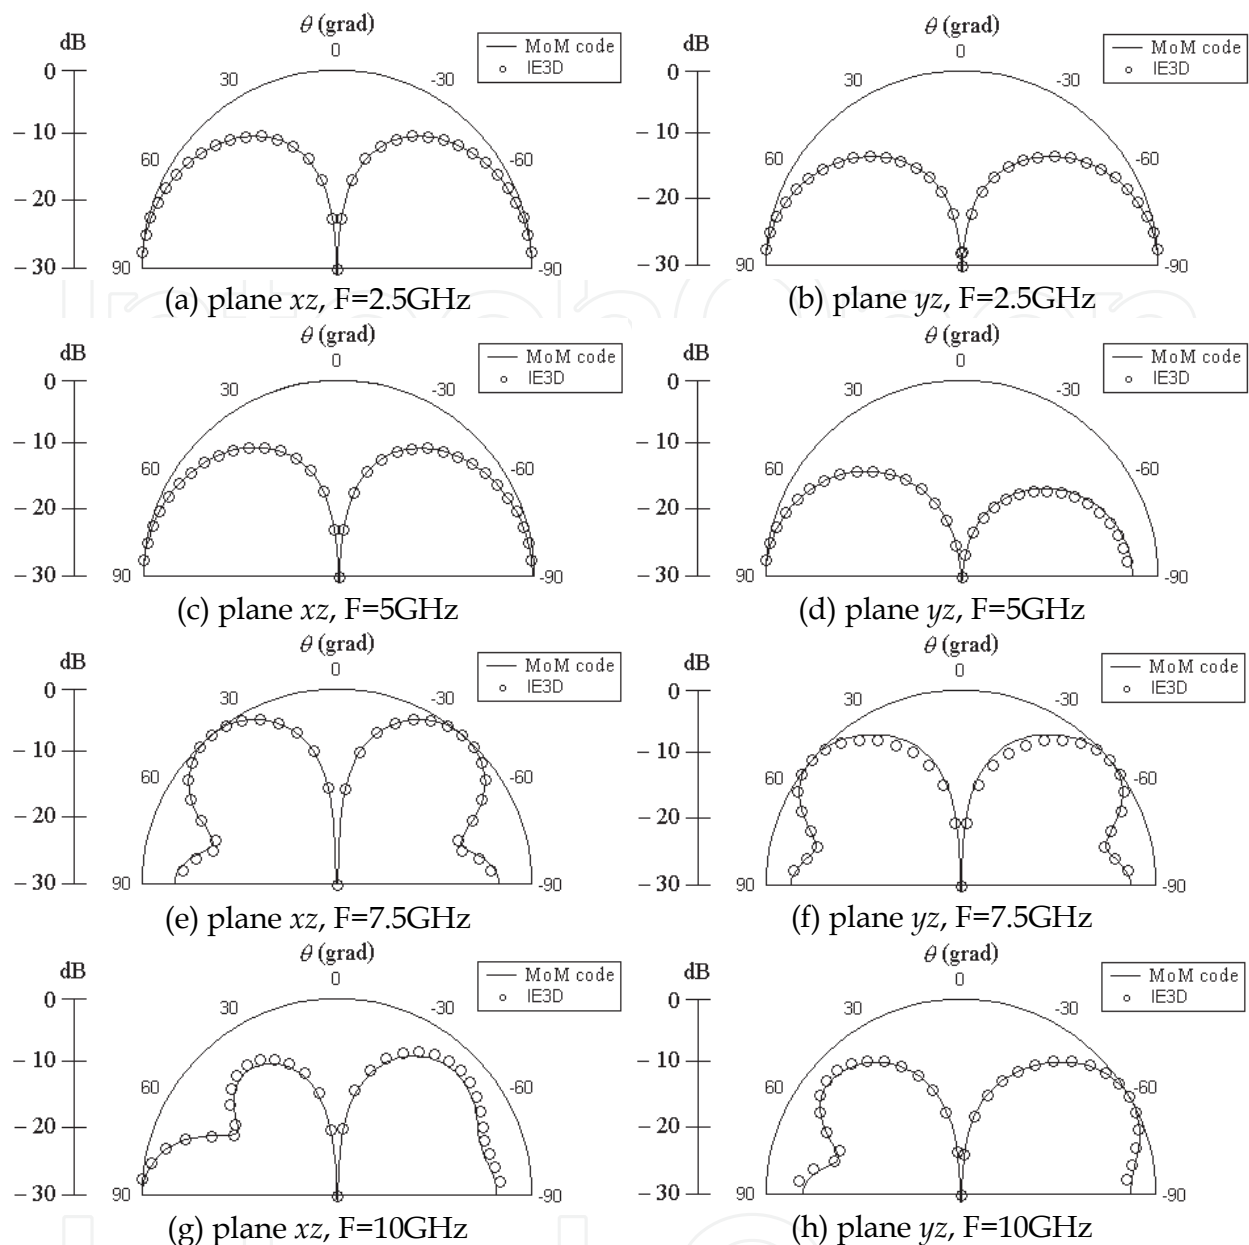 θ (grad)
dB
0
– 10
– 20
– 30
0
30
-30
60
-60
90
-90
MoM code
IE3D
(a) plane xz, F=2.5GHz
θ (grad)
dB
0
– 10
– 20
– 30
0
30
-30
60
-60
90
-90
MoM code
IE3D
(b) plane yz, F=2.5GHz
θ (grad)
dB
0
– 10
– 20
– 30
0
30
-30
60
-60
90
-90
MoM code
IE3D
(c) plane xz, F=5GHz
θ (grad)
dB
0
– 10
– 20
– 30
0
30
-30
60
-60
90
-90
MoM code
IE3D
(d) plane yz, F=5GHz
θ (grad)
dB
0
– 10
– 20
– 30
0
30
-30
60
-60
90
-90
MoM code
IE3D
(e) plane xz, F=7.5GHz
θ (grad)
dB
0
– 10
– 20
– 30
0
30
-30
60
-60
90
-90
MoM code
IE3D
(f) plane yz, F=7.5GHz
θ (grad)
dB
0
– 10
– 20
– 30
0
30
-30
60
-60
90
-90
MoM code
IE3D
(g) plane xz, F=10GHz
θ (grad)
dB
0
– 10
– 20
– 30
0
30
-30
60
-60
90
-90
MoM code
IE3D
(h) plane yz, F=10GHz